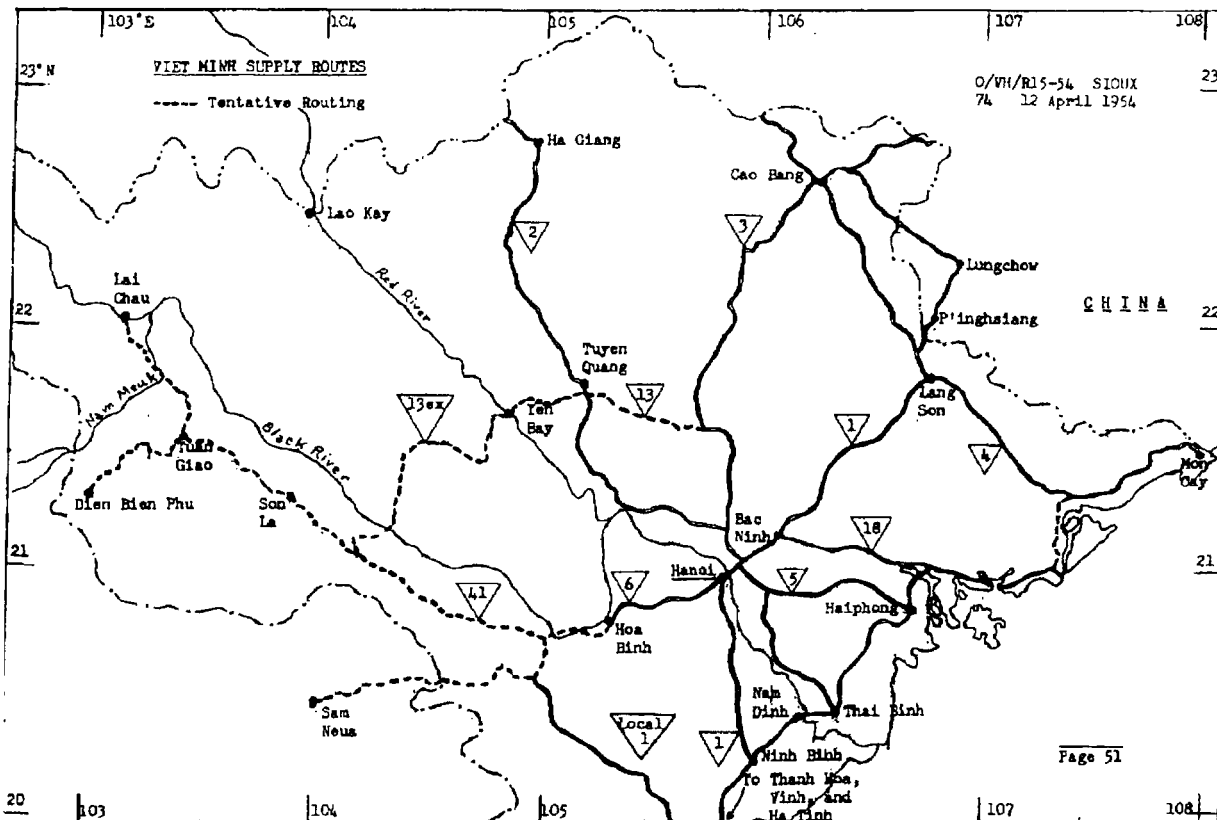 103° E
104
105
106
107
108
VIET MINH SUPPLY ROUTES
Tentative Routing
23° N
23
O/VH/R15-54 SIOUX
74 12 April 1954
Ha Giang
Cao Bang
Lao Kay
2
3
Lungchow
Lai
Chau
Red River
22
P'inghsiang
CHINA
22
Tuyen
Quang
Nam Meuk
13ex
Yen
Bay
13
1
Lang
Son
4
Mon
Cay
Black River
Tuan
Giao
Dien Bien Phu
Son
La
Bac
Ninh
18
21
21
Hanoi
5
41
6
Haiphong
Hoa
Binh
Sam
Neua
Nam
Dinh
Thai Binh
Local
1
1
Ninh Binh
To Thanh Hoa,
Vinh, and
Ha Tinh
Page 51
20
103
104
105
107
108